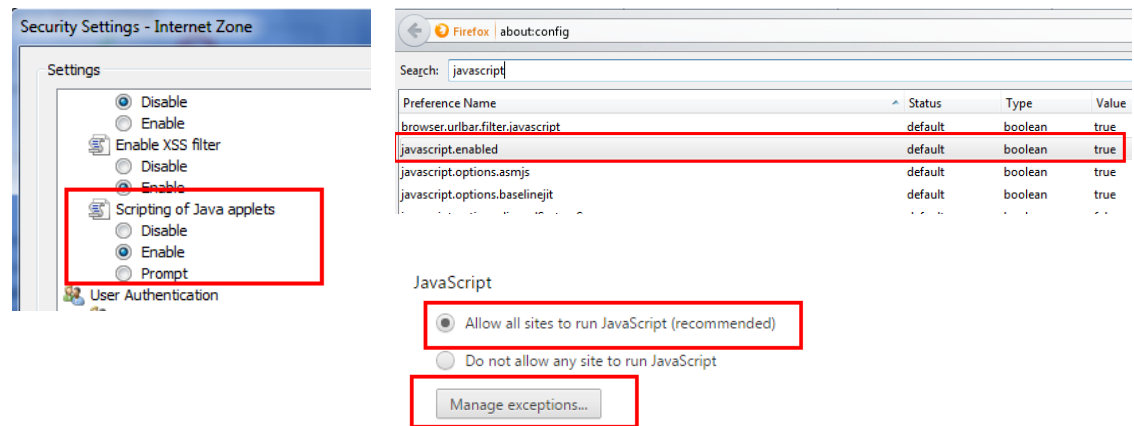 Security Settings - Internet Zone
Settings
Disable
Enable
Enable XSS filter
Disable
Enable
Scripting of Java applets
Disable
Enable
Prompt
User Authentication
Firefox about:config
Search: javascript
Preference Name Status Type Value
browser.urlbar.filter.javascript default boolean true
javascript.enabled default boolean true
javascript.options.asmjs default boolean true
javascript.options.baselinejit default boolean true
JavaScript
Allow all sites to run JavaScript (recommended)
Do not allow any site to run JavaScript
Manage exceptions...